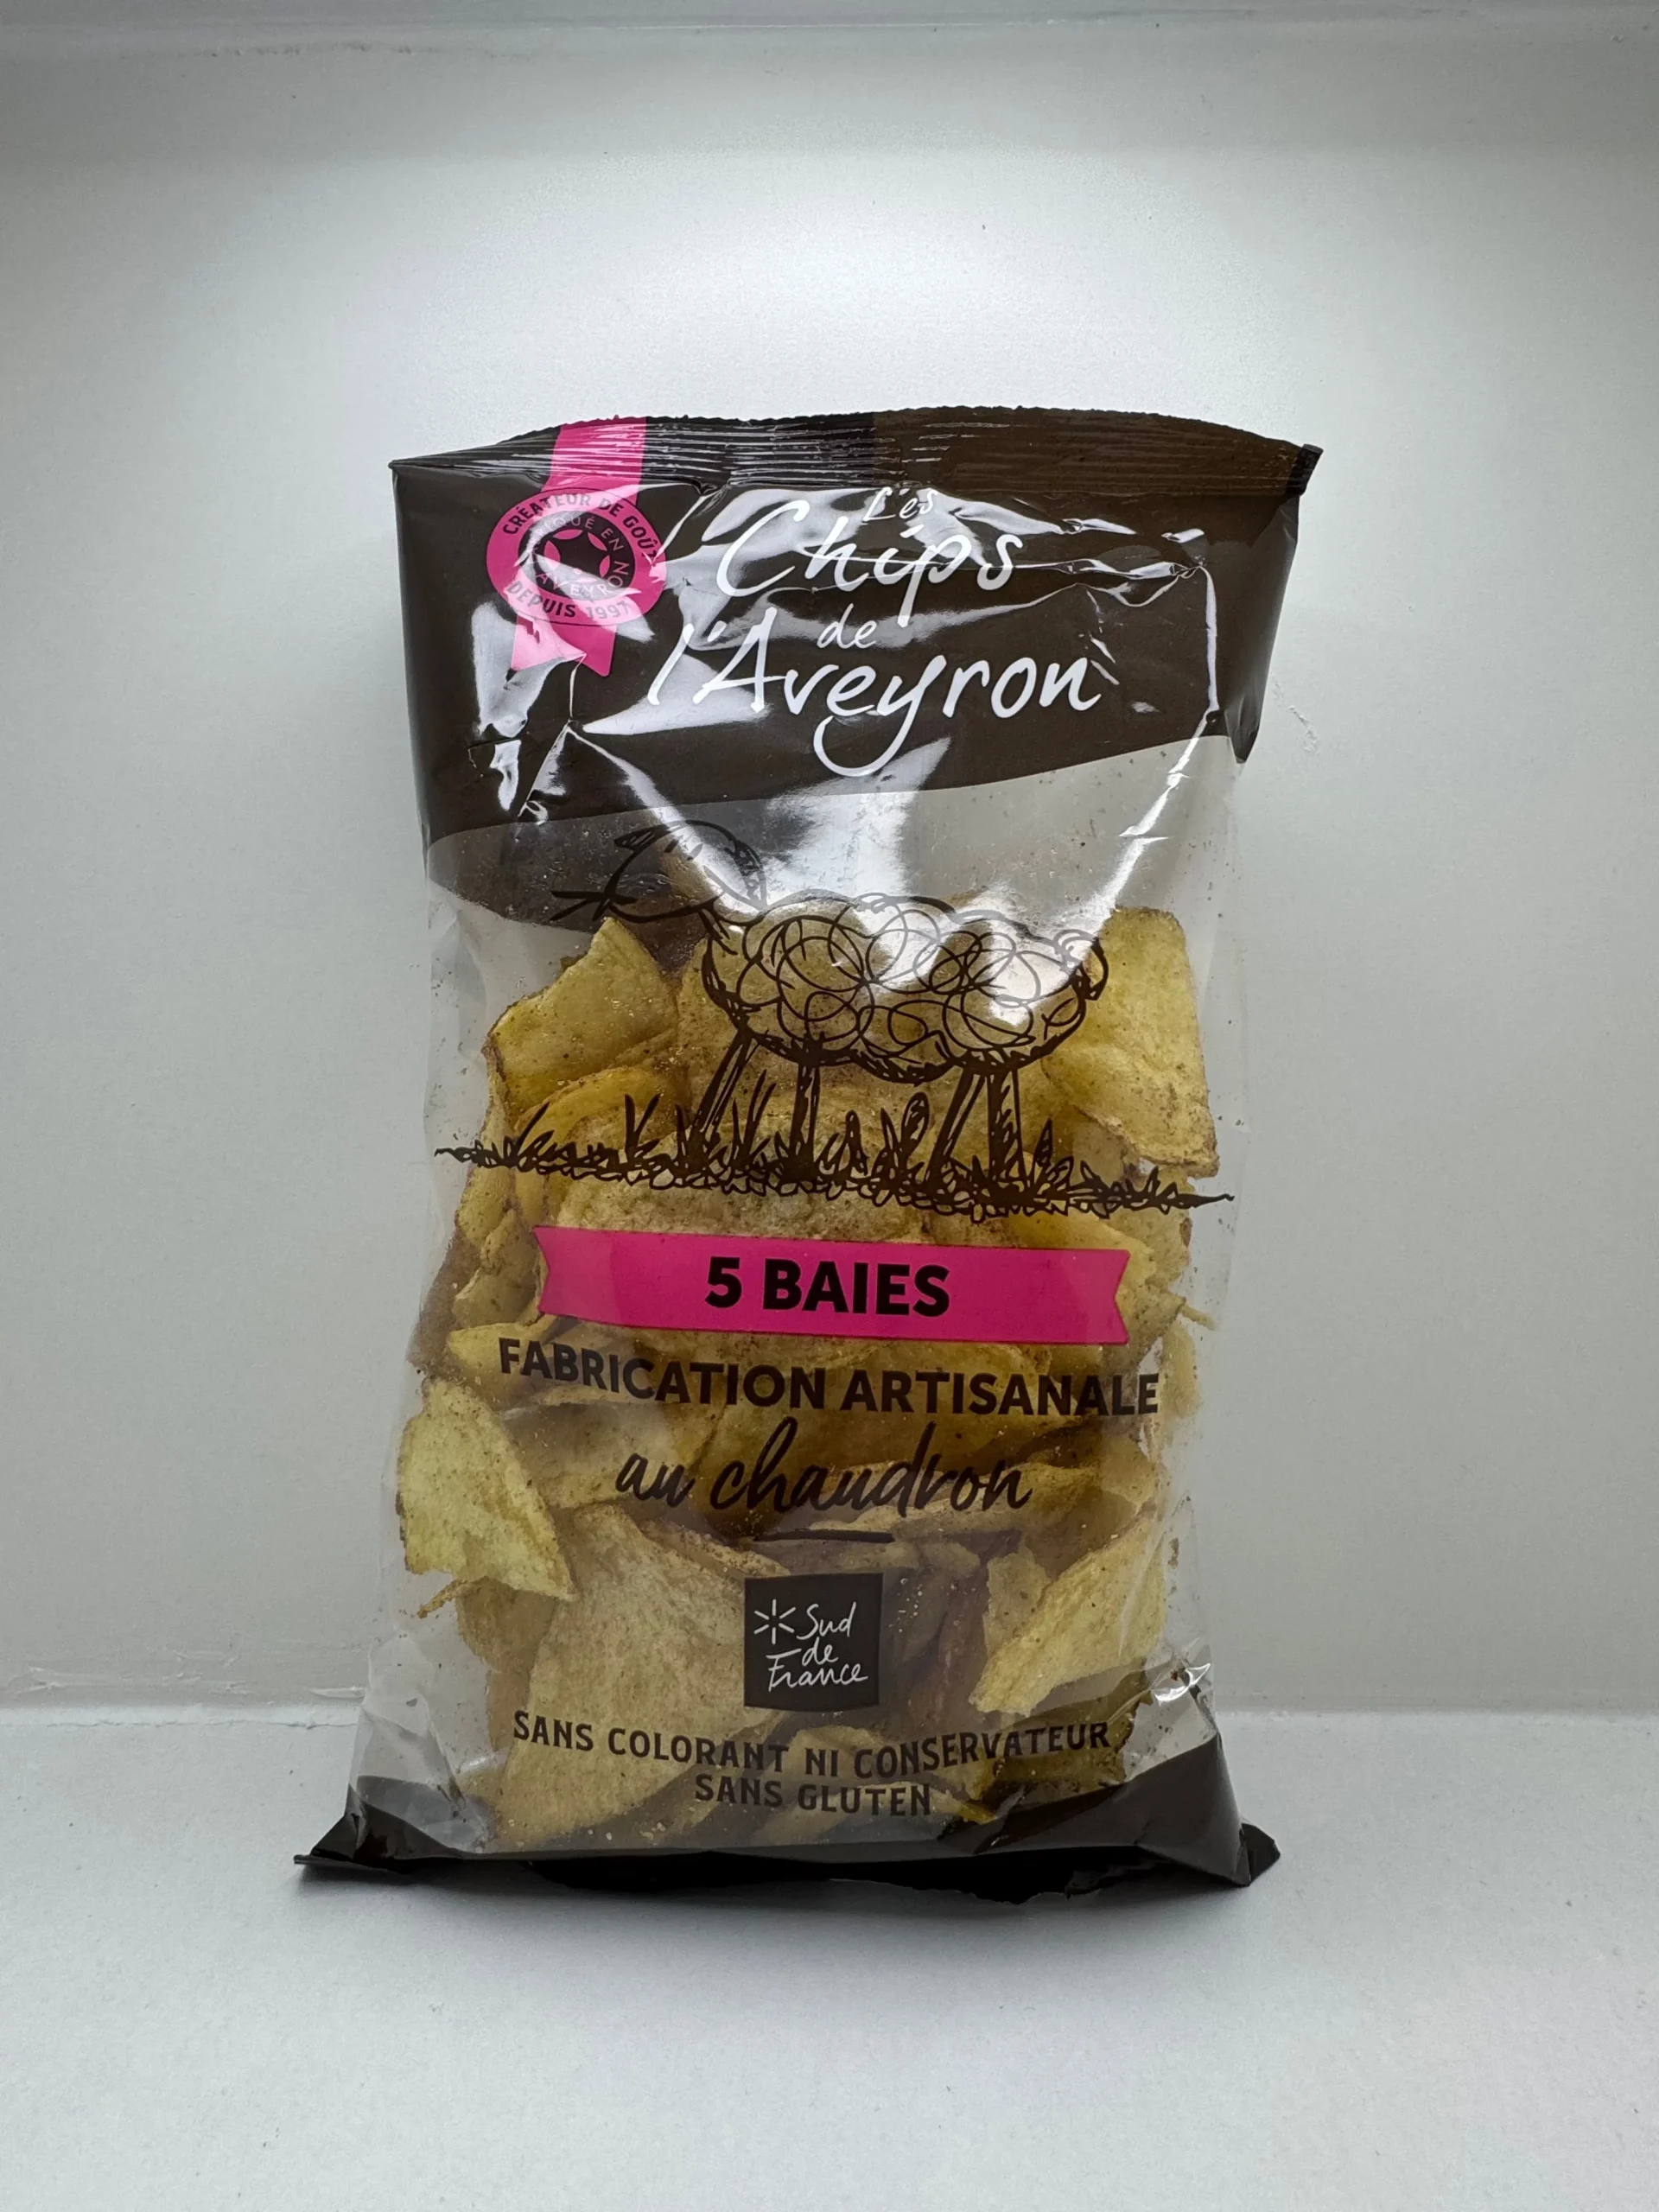 CRÉATEUR DE GOÛT
EN
AVEYRON
DEPUIS 1997
Les
Chips
de
l'Aveyron
5 BAIES
FABRICATION ARTISANALE
au chaudron
Sud
de
France
SANS COLORANT NI CONSERVATEUR
SANS GLUTEN